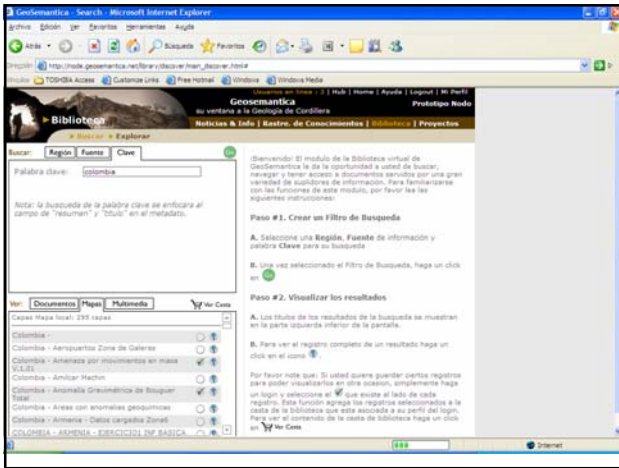 GeoSemantica - Search - Microsoft Internet Explorer
Archivo Edición Ver Favoritos Herramientas Ayuda
Atrás Búsqueda Favoritos
Dirección http://node.geosemantica.net/library/discover/main_discover.html#
Vínculos TOSHIBA Access Customize Links Free Hotmail Windows Windows Media
Usuarios en línea : 3 | Hub | Home | Ayuda | Logout | Mi Perfil
Geosemantica Prototipo Nodo
su ventana a la Geología de Cordillera
Biblioteca
Noticias & Info | Rastre. de Conocimientos | Biblioteca | Proyectos
Buscar Explorar
Buscar: Región Fuente Clave Go
Palabra clave: colombia
Nota: la busqueda de la palabra clave se enfocara al
campo de "resumen" y "titulo" en el metadato.
Ver: Documentos Mapas Multimedia Ver Cesta
Capas Mapa local: 295 capas
Colombia -
Colombia - Aeropuertos Zona de Galeras
Colombia - Amenaza por movimientos en masa
V.1.01
Colombia - Amilcar Machin
Colombia - Anomalía Gravimétrica de Bouguer
Total
Colombia - Areas con anomalias geoquimicas
Colombia - Armenia - Datos cargados Zona6
COLOMBIA - ARMENIA - EJERCICIO1 INF BASICA
¡Bienvenido! El modulo de la Biblioteca virtual de
GeoSemantica le da la oportunidad a usted de buscar,
navegar y tener acceso a documentos servidos por una gran
variedad de suplidores de información. Para familiarizarse
con las funciones de este modulo, por favor lea las
siguientes instrucciones:
Paso #1. Crear un Filtro de Busqueda
A. Seleccione una Región, Fuente de información y
palabra Clave para su busqueda
B. Una vez seleccionado el Filtro de Busqueda, haga un click
en Go
Paso #2. Visualizar los resultados
A. Los titulos de los resultados de la busqueda se muestran
en la parte izquierda inferior de la pantalla.
B. Para ver el registro completo de un resultado haga un
click en el icono .
Por favor note que: Si usted quiere guardar ciertos registros
para poder visualizarlos en otra ocasion, simplemente haga
un login y seleccione el que existe al lado de cada
registro. Esta función agrega los registros seleccionados a la
cesta de la biblioteca que esta asociada a su perfil del login.
Para ver el contenido de la cesta de biblioteca haga un click
en Ver Cesta
Internet